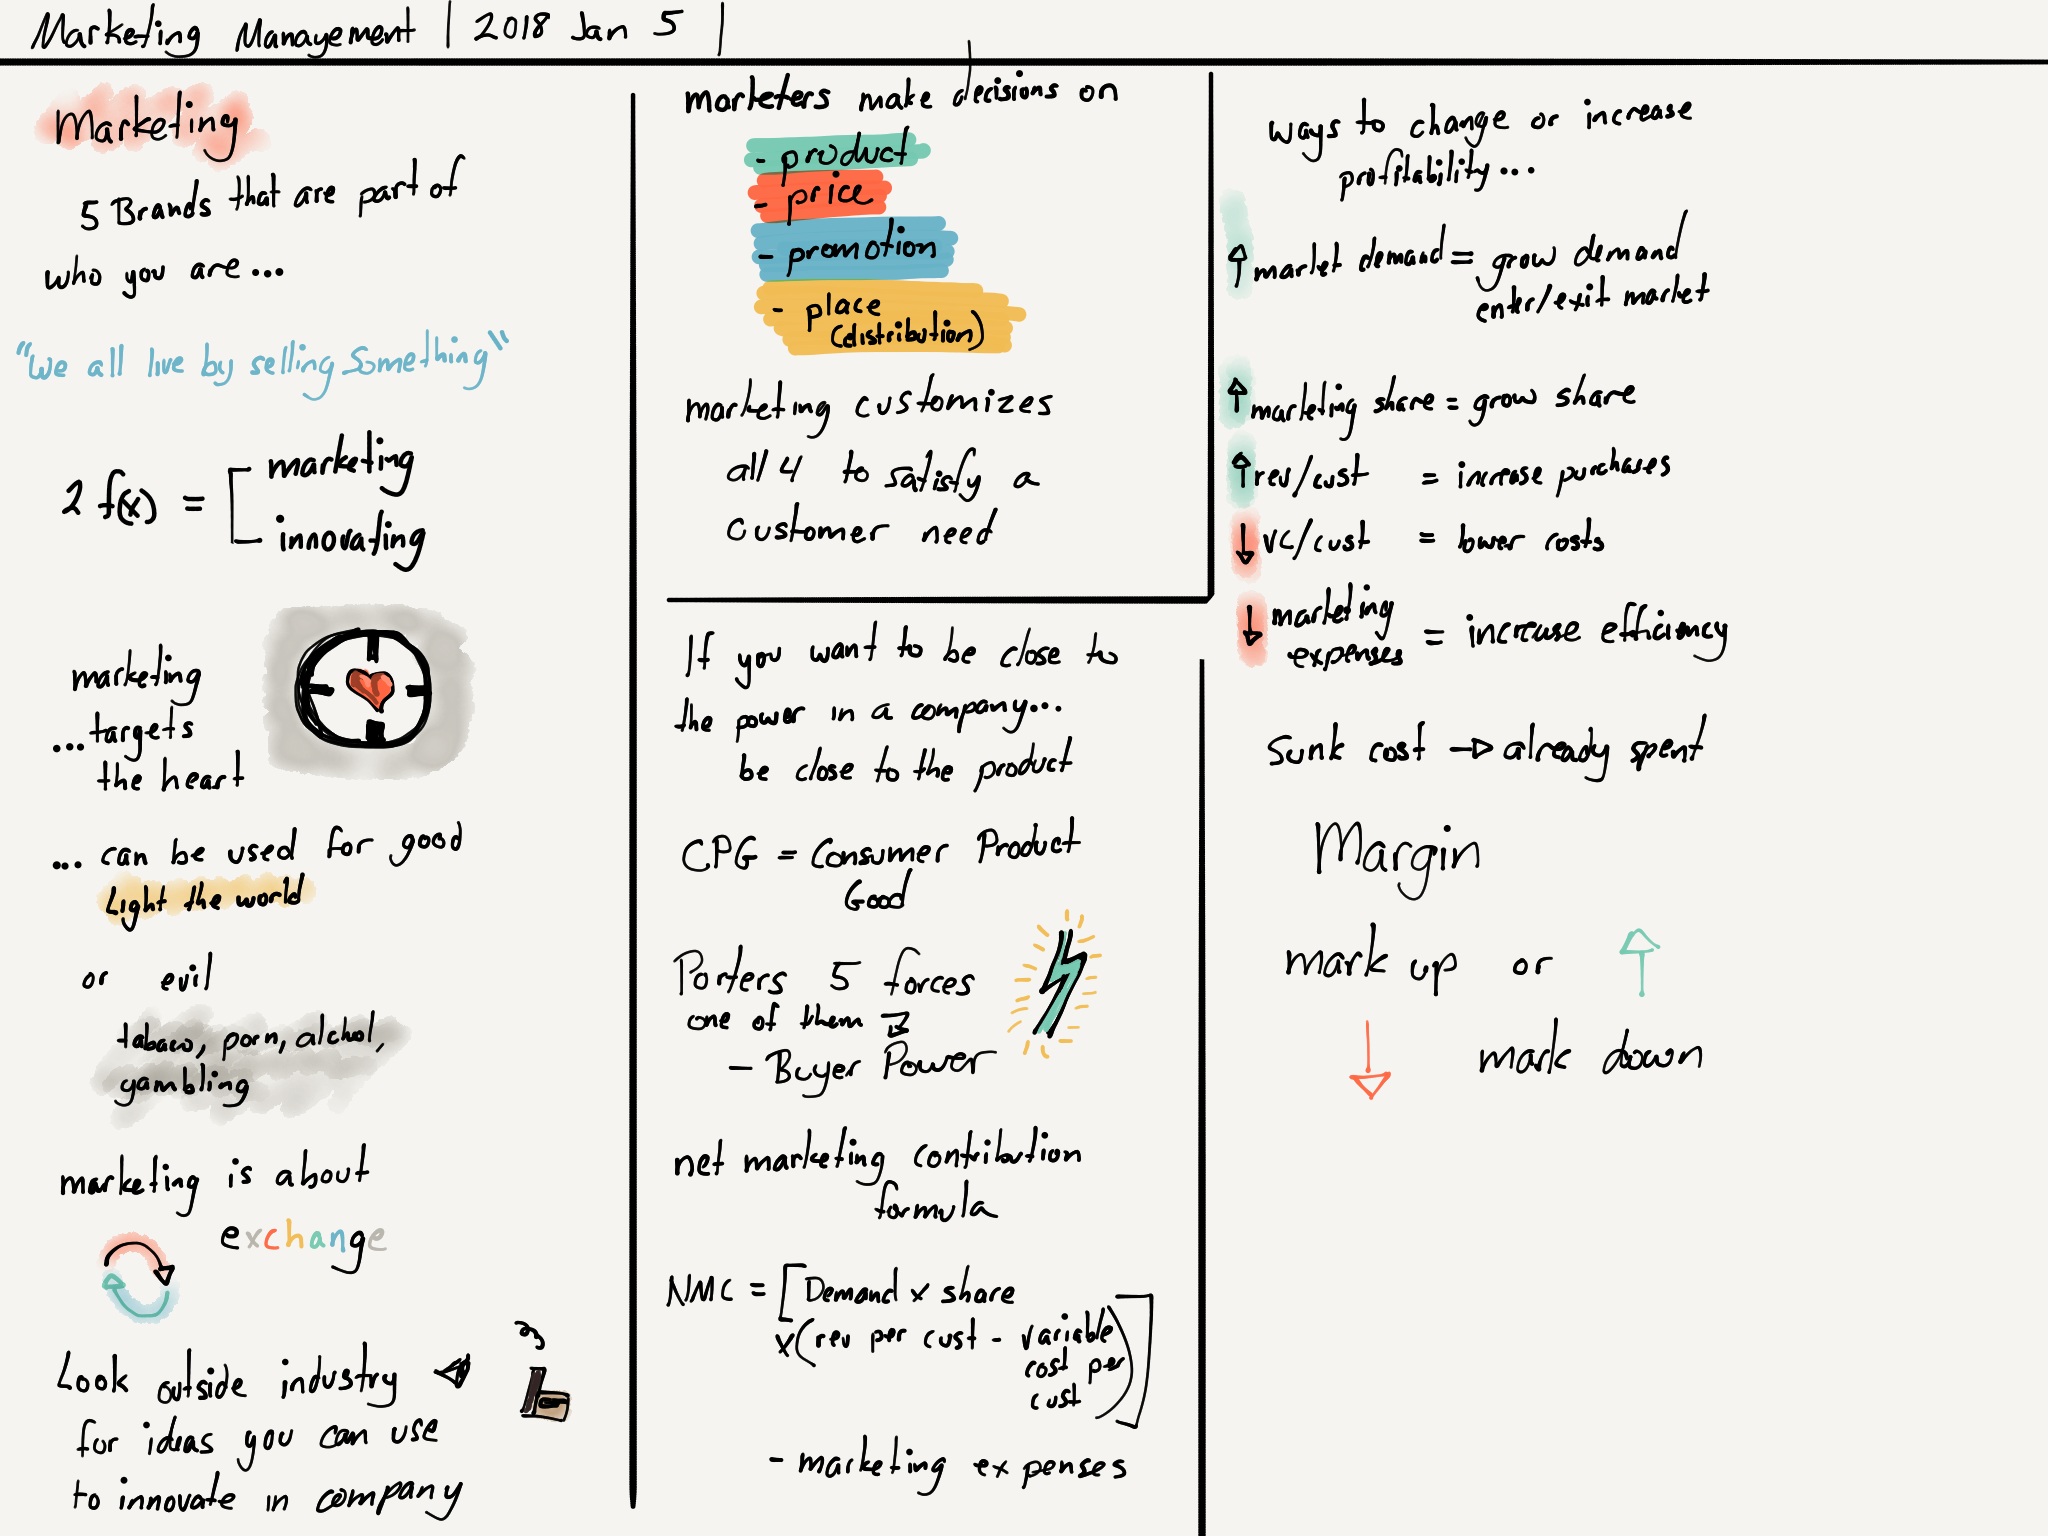 Marketing Management | 2018 Jan 5 |
Marketing
5 Brands that are part of
who you are...
"We all live by selling something"
2 f(x) = marketing
innovating
marketing
...targets
the heart
... can be used for good
Light the world
or evil
tabaco, porn, alchol,
gambling
marketing is about
exchange
Look outside industry
for ideas you can use
to innovate in company
marketers make decisions on
- product
- price
- promotion
- place
(distribution)
marketing customizes
all 4 to satisfy a
customer need
If you want to be close to
the power in a company...
be close to the product
CPG = Consumer Product
Good
Porters 5 forces
one of them
- Buyer Power
net marketing contribution
formula
NMC = [Demand x share
x(rev per cust - variable
cost per
cust)]
- marketing expenses
ways to change or increase
profitability...
↑ market demand = grow demand
enter/exit market
↑ marketing share = grow share
↑ rev/cust = increase purchases
↓ VC/cust = lower costs
↓ marketing
expenses = increase efficiency
Sunk cost → already spent
Margin
mark up or ↑
↓ mark down